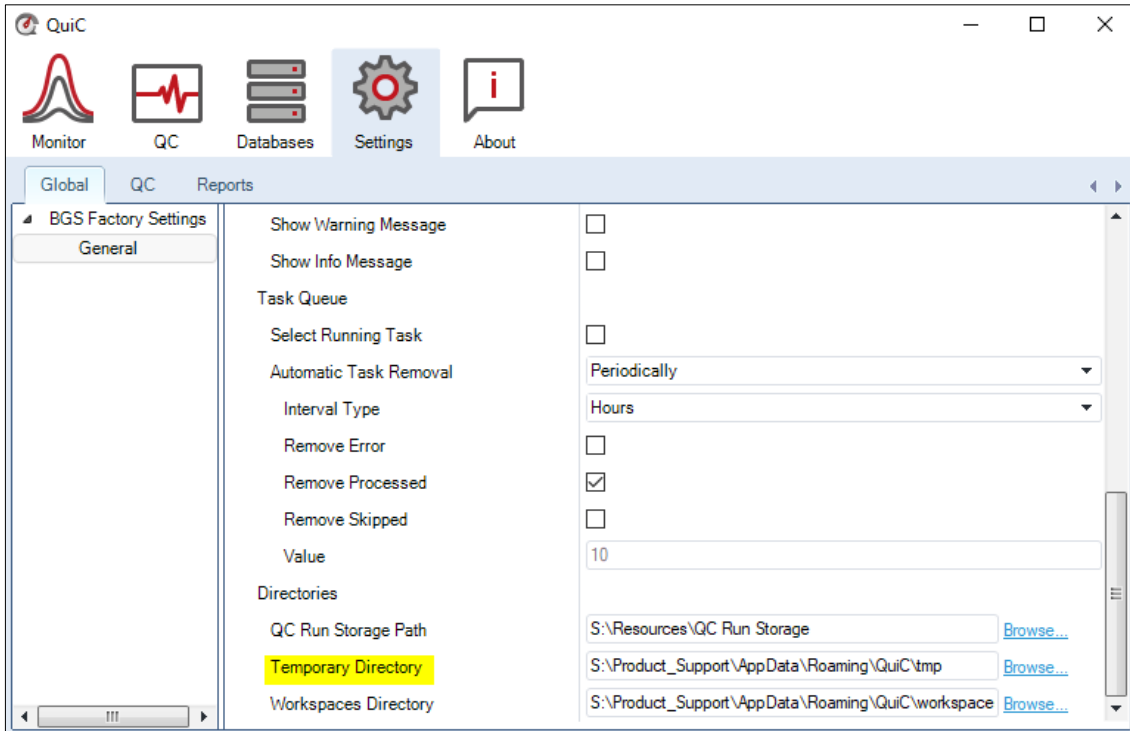 QuiC
Monitor QC Databases Settings About
Global QC Reports
BGS Factory Settings
General
Show Warning Message
Show Info Message
Task Queue
Select Running Task
Automatic Task Removal Periodically
Interval Type Hours
Remove Error
Remove Processed
Remove Skipped
Value 10
Directories
QC Run Storage Path S:\Resources\QC Run Storage Browse...
Temporary Directory S:\Product_Support\AppData\Roaming\QuiC\tmp Browse...
Workspaces Directory S:\Product_Support\AppData\Roaming\QuiC\workspace Browse...